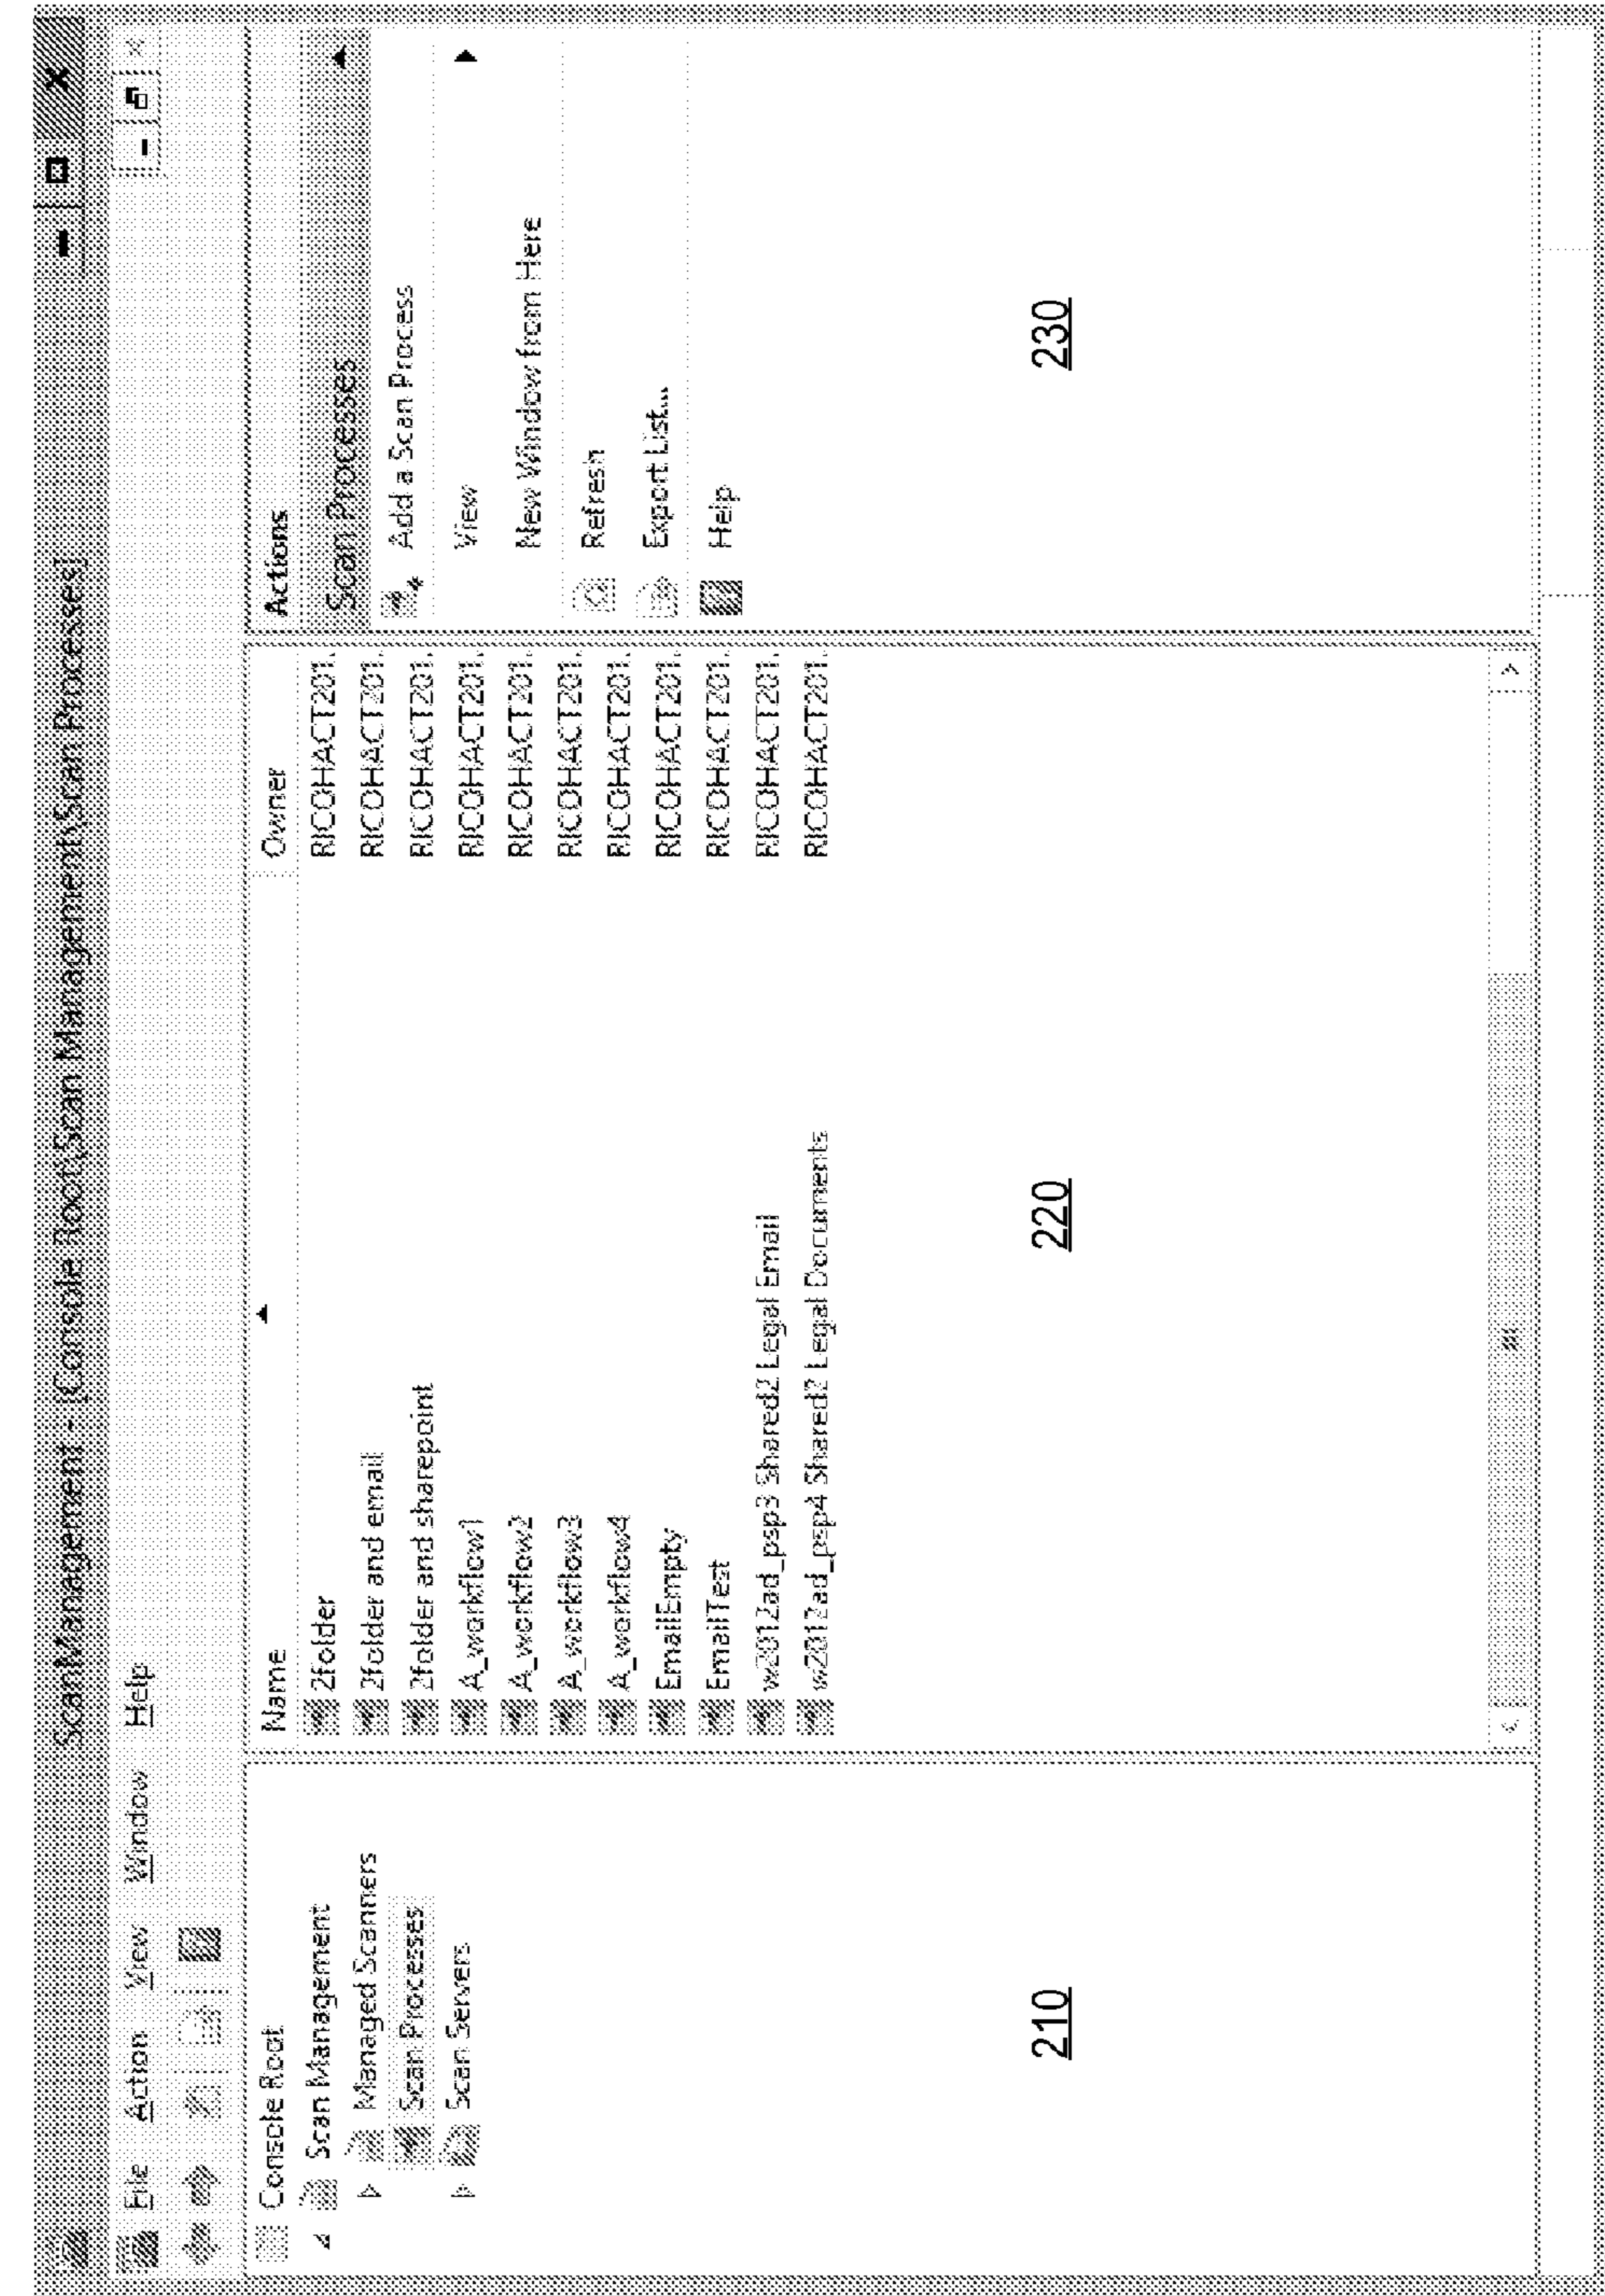 ScanManagement - [Console Root\Scan Management\Scan Processes]
File Action View Window Help
Console Root
Scan Management
Managed Scanners
Scan Processes
Scan Servers
210
Name Owner
2folder RICOHACT201.
2folder and email RICOHACT201.
2folder and sharepoint RICOHACT201.
A_workflow1 RICOHACT201.
A_workflow2 RICOHACT201.
A_workflow3 RICOHACT201.
A_workflow4 RICOHACT201.
EmailEmpty RICOHACT201.
EmailTest RICOHACT201.
w2012ad_psp3 Shared2 Legal Email RICOHACT201.
w2012ad_psp4 Shared2 Legal Documents RICOHACT201.
220
Actions
Scan Processes
Add a Scan Process
View
New Window from Here
Refresh
Export List...
Help
230